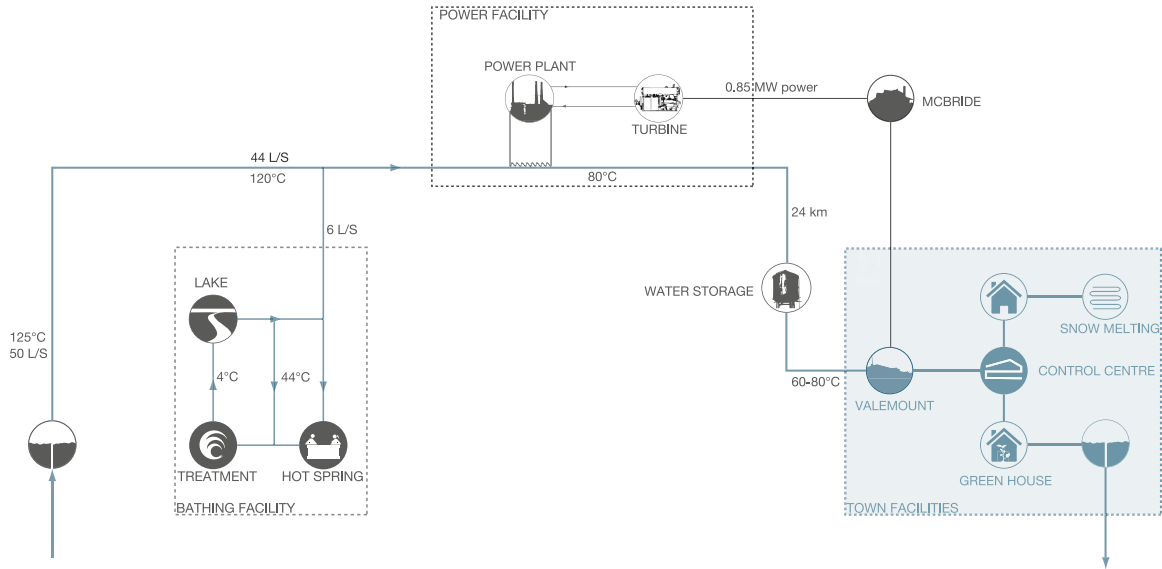 POWER FACILITY
POWER PLANT
TURBINE
0.85 MW power
MCBRIDE
44 L/S
120°C
80°C
6 L/S
24 km
LAKE
WATER STORAGE
SNOW MELTING
125°C
50 L/S
4°C
44°C
60-80°C
CONTROL CENTRE
VALEMOUNT
TREATMENT
HOT SPRING
GREEN HOUSE
BATHING FACILITY
TOWN FACILITIES